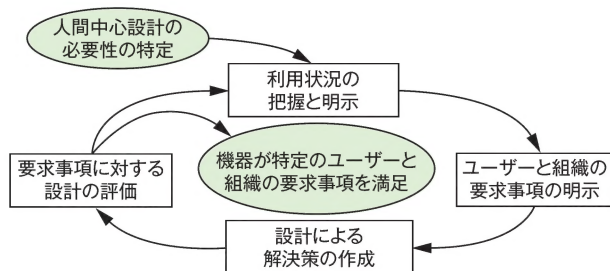 人間中心設計の
必要性の特定
利用状況の
把握と明示
要求事項に対する
設計の評価
機器が特定のユーザーと
組織の要求事項を満足
ユーザーと組織の
要求事項の明示
設計による
解決策の作成